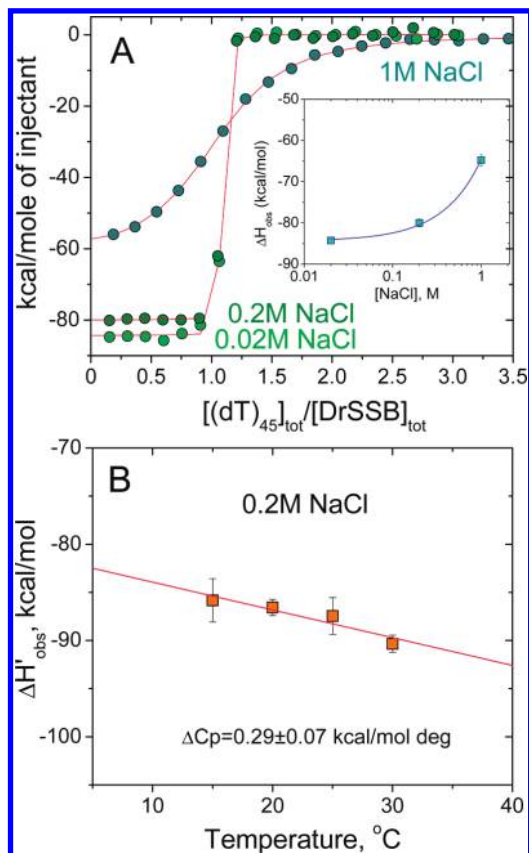 A
0
-20
-40
-60
-80
kcal/mole of injectant
1M NaCl
-50
-60
-70
-80
-90
ΔH_obs (kcal/mol)
0.01 0.1 1
[NaCl], M
0.2M NaCl
0.02M NaCl
0 0.5 1.0 1.5 2.0 2.5 3.0 3.5
[(dT)45]tot/[DrSSB]tot
B
-70
-80
-90
-100
ΔH'obs, kcal/mol
0.2M NaCl
ΔCp=0.29±0.07 kcal/mol deg
10 20 30 40
Temperature, °C